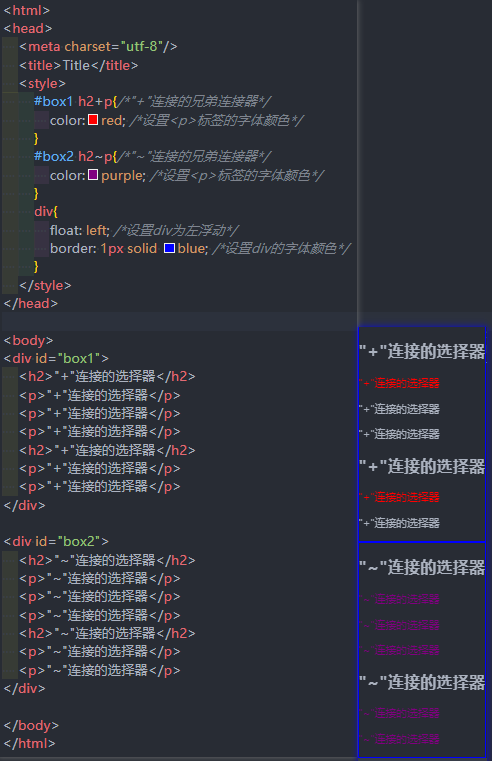 <html>
<head>
<meta charset="utf-8"/>
<title>Title</title>
<style>
#box1 h2+p{/*"+"连接的兄弟连接器*/
color:red; /*设置<p>标签的字体颜色*/
}
#box2 h2~p{/*"~"连接的兄弟连接器*/
color:purple; /*设置<p>标签的字体颜色*/
}
div{
float: left; /*设置div为左浮动*/
border: 1px solid blue; /*设置div的字体颜色*/
}
</style>
</head>
<body>
<div id="box1">
<h2>"+"连接的选择器</h2>
<p>"+"连接的选择器</p>
<p>"+"连接的选择器</p>
<p>"+"连接的选择器</p>
<h2>"+"连接的选择器</h2>
<p>"+"连接的选择器</p>
<p>"+"连接的选择器</p>
</div>
<div id="box2">
<h2>"~"连接的选择器</h2>
<p>"~"连接的选择器</p>
<p>"~"连接的选择器</p>
<p>"~"连接的选择器</p>
<h2>"~"连接的选择器</h2>
<p>"~"连接的选择器</p>
<p>"~"连接的选择器</p>
</div>
</body>
</html>
"+"连接的选择器
"+"连接的选择器
"+"连接的选择器
"+"连接的选择器
"+"连接的选择器
"+"连接的选择器
"+"连接的选择器
"~"连接的选择器
"~"连接的选择器
"~"连接的选择器
"~"连接的选择器
"~"连接的选择器
"~"连接的选择器
"~"连接的选择器